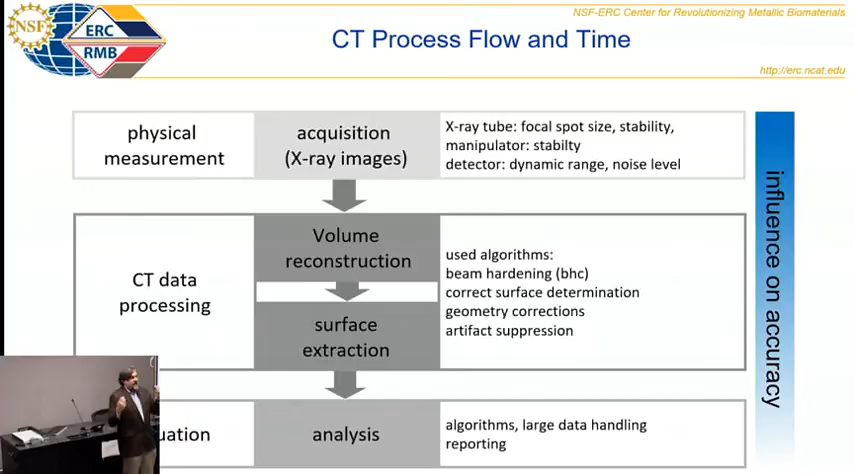 NSF-ERC Center for Revolutionizing Metallic Biomaterials
NSF
ERC
RMB
CT Process Flow and Time
http://erc.ncat.edu
physical
measurement
acquisition
(X-ray images)
X-ray tube: focal spot size, stability,
manipulator: stabilty
detector: dynamic range, noise level
CT data
processing
Volume
reconstruction
surface
extraction
used algorithms:
beam hardening (bhc)
correct surface determination
geometry corrections
artifact suppression
uation
analysis
algorithms, large data handling
reporting
influence on accuracy